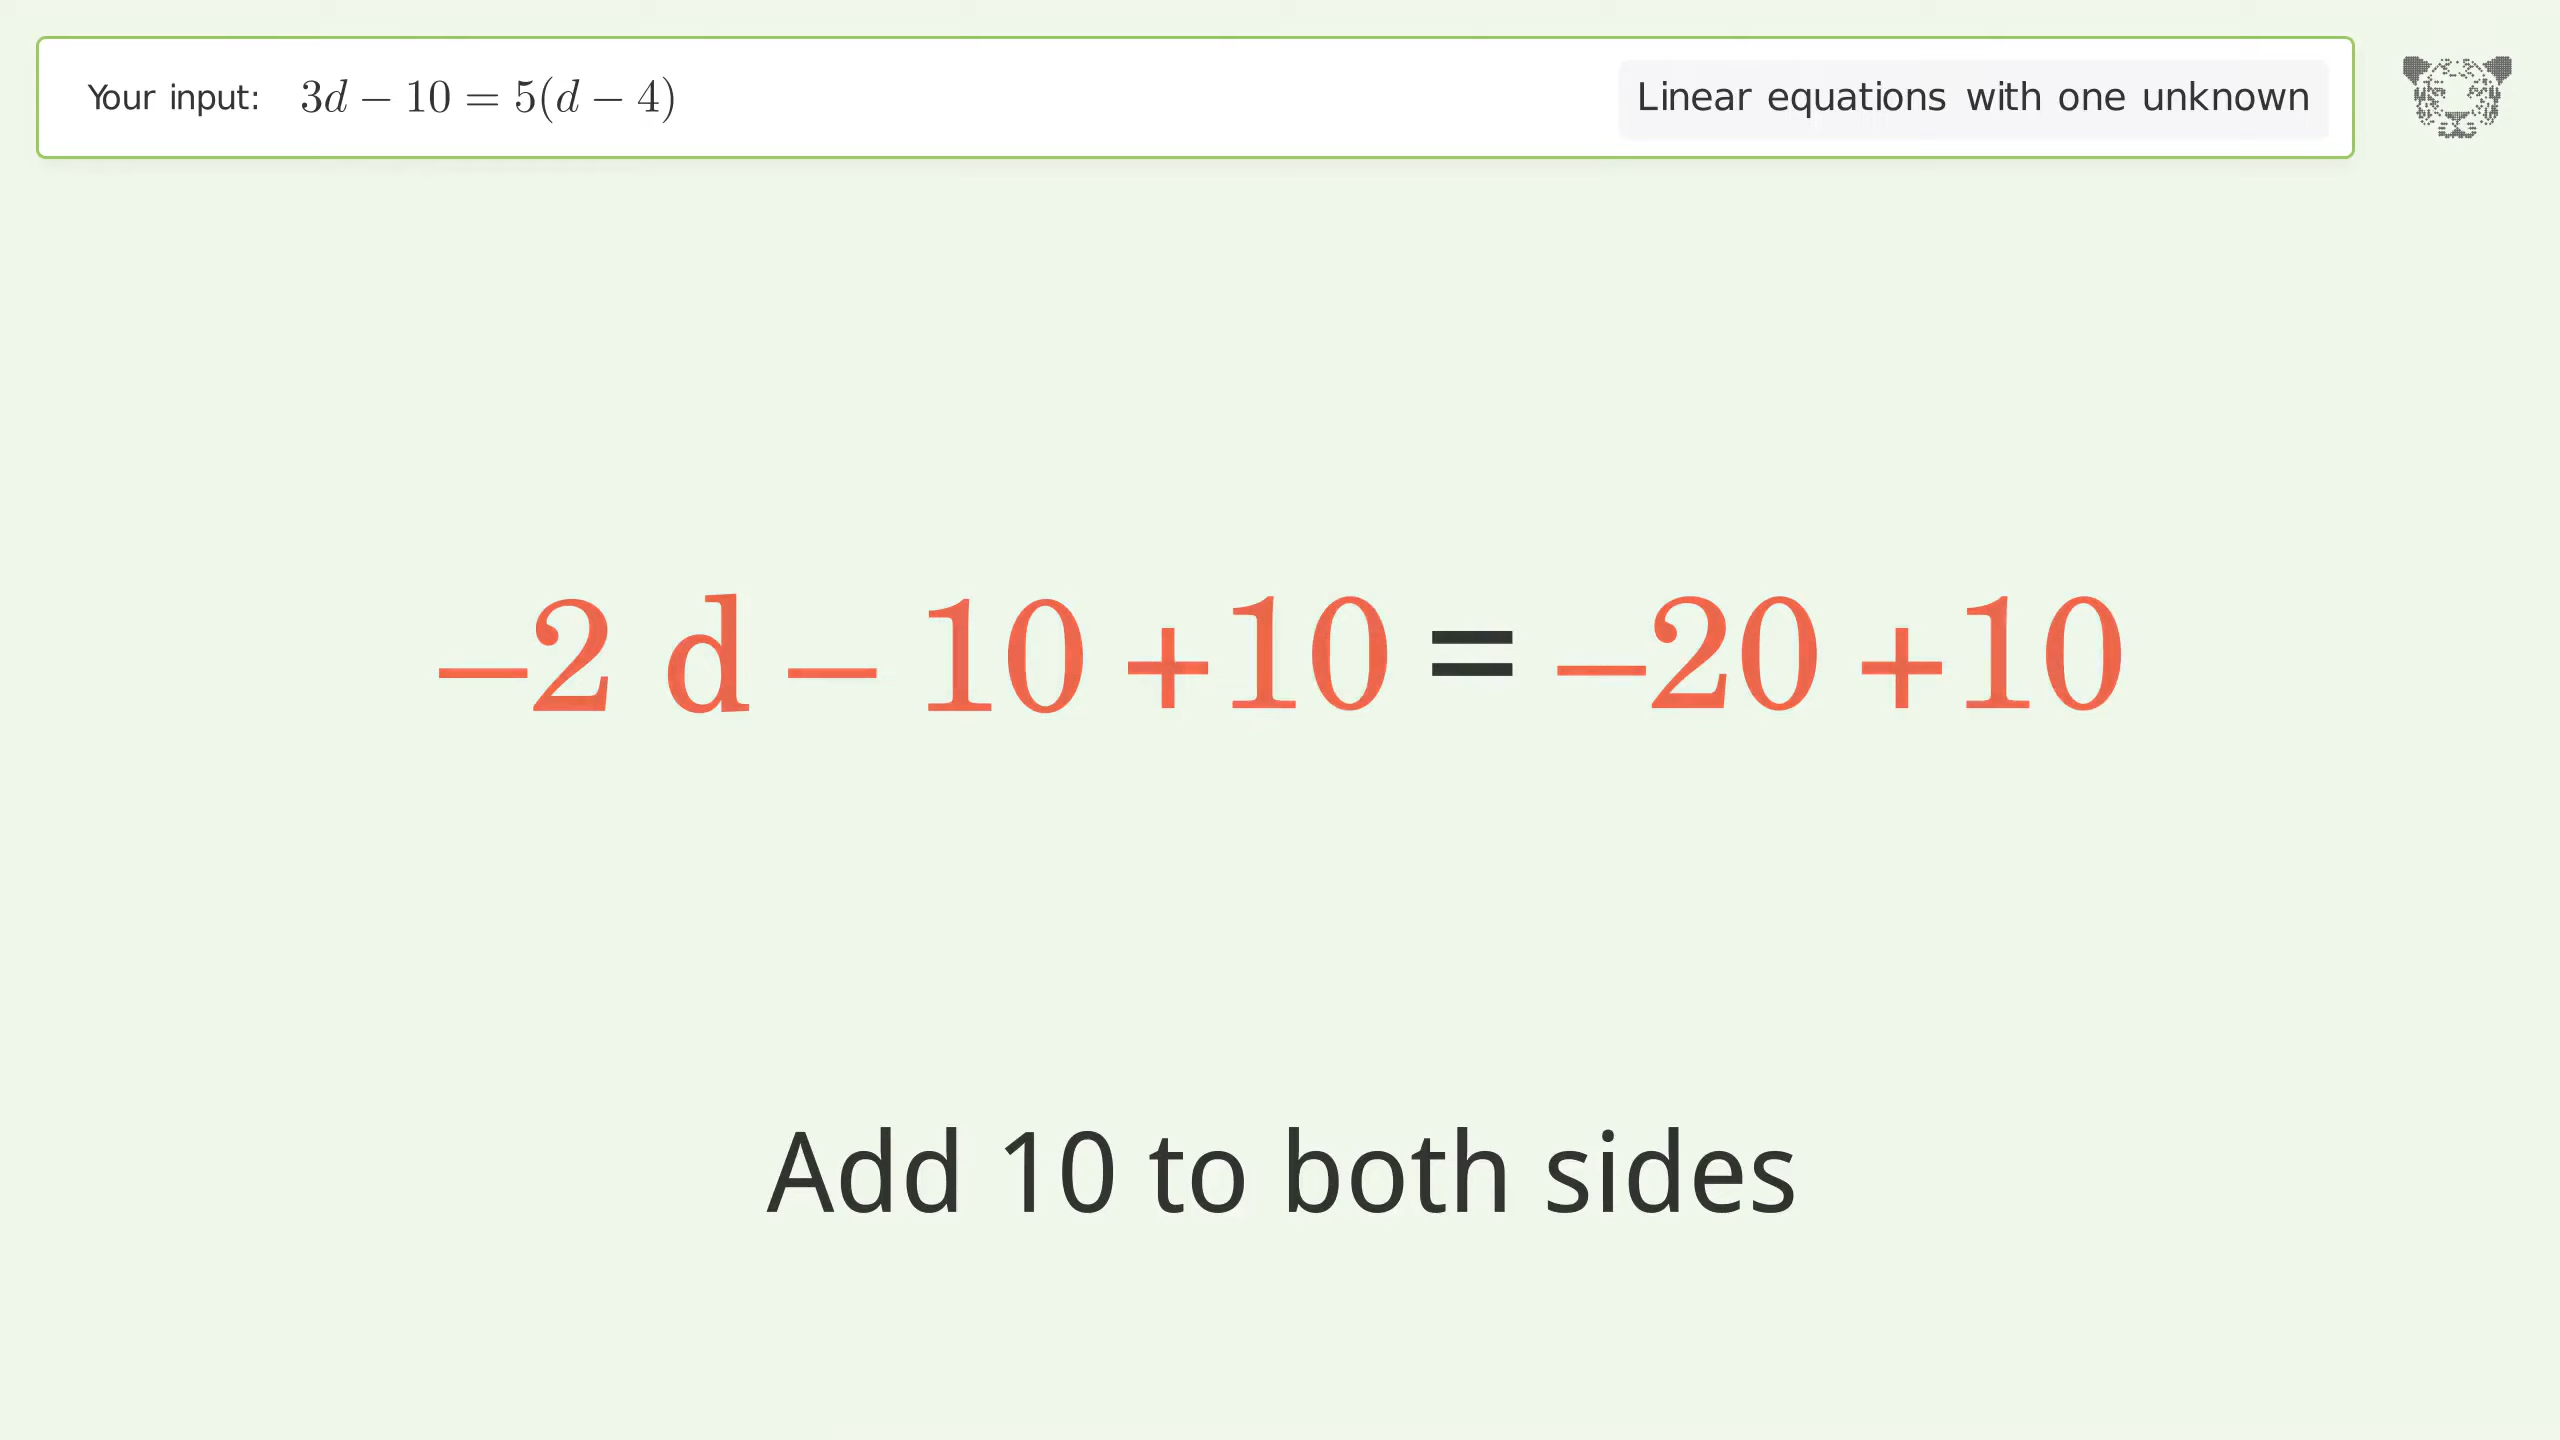 Your input: 3d − 10 = 5(d − 4)
Linear equations with one unknown
−2 d − 10 +10 = −20 +10
Add 10 to both sides